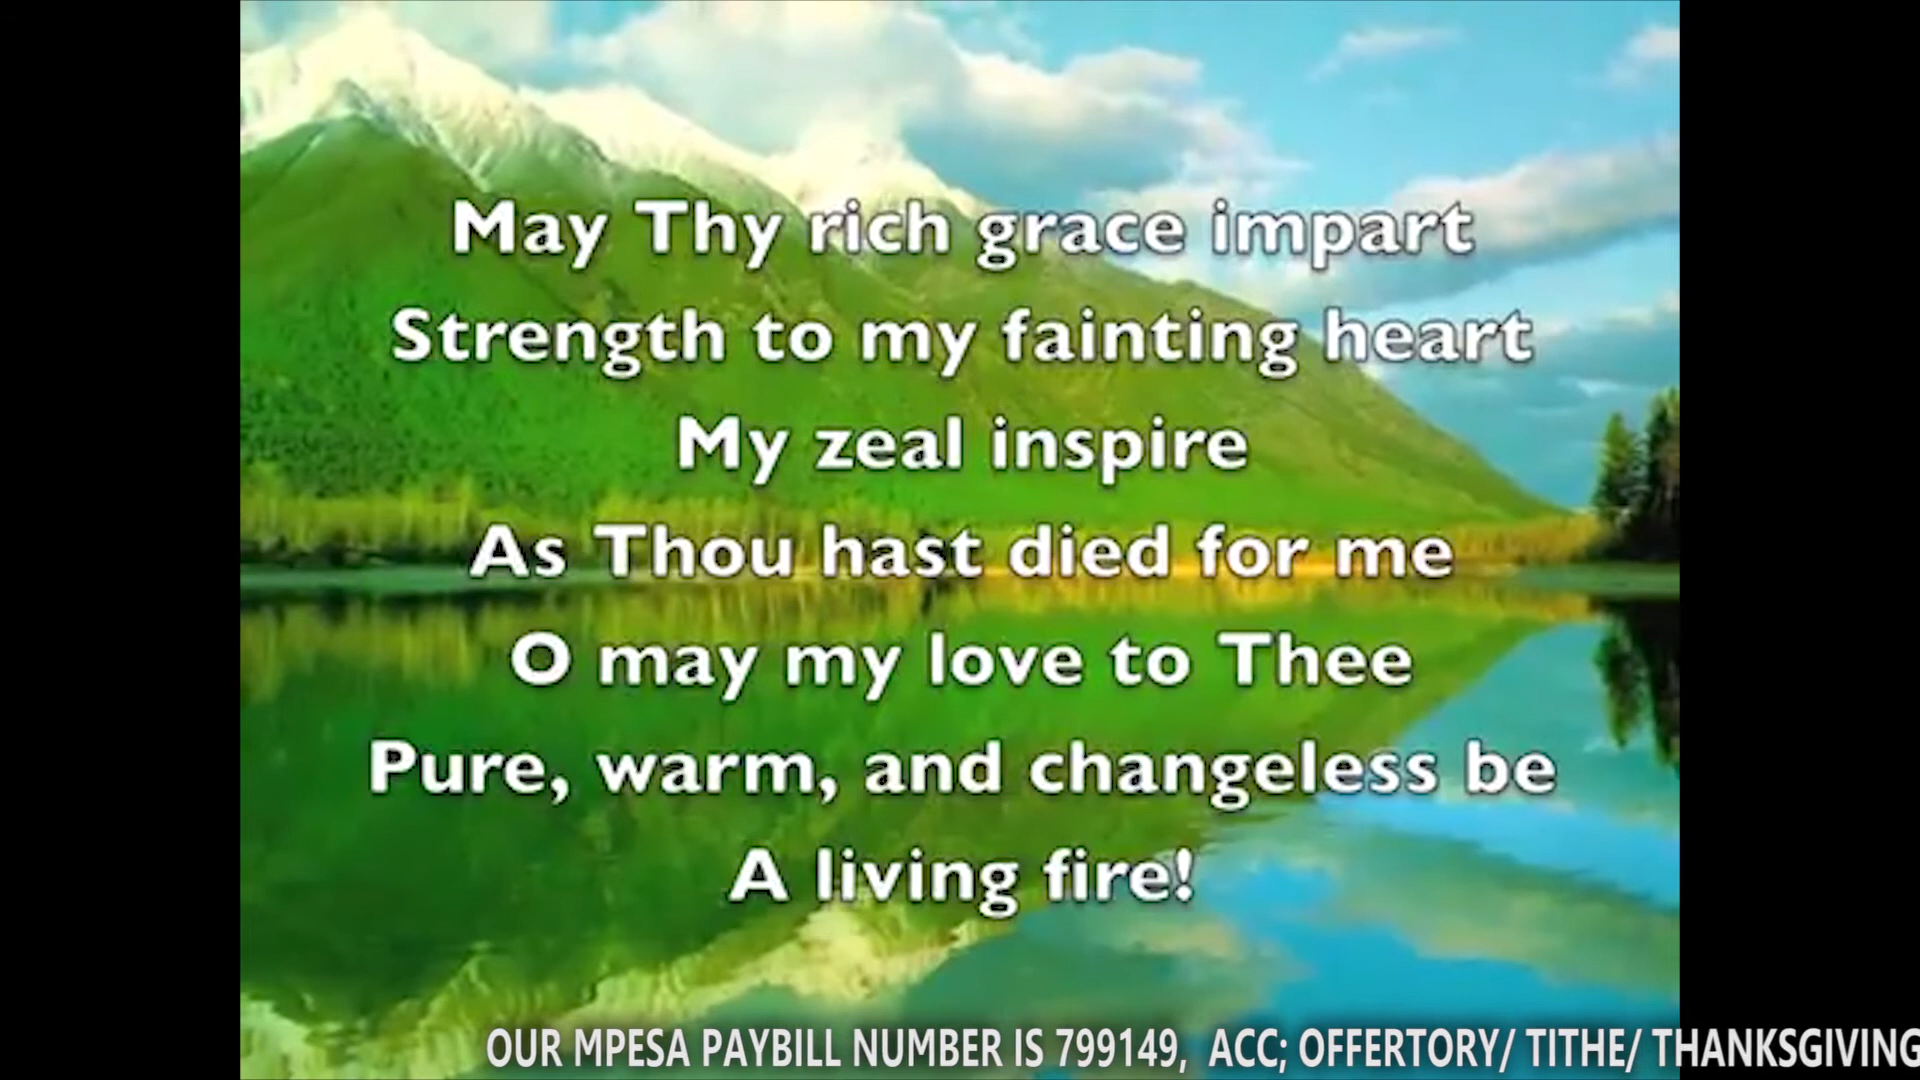 May Thy rich grace impart
Strength to my fainting heart
My zeal inspire
As Thou hast died for me
O may my love to Thee
Pure, warm, and changeless be
A living fire!
OUR MPESA PAYBILL NUMBER IS 799149, ACC; OFFERTORY/ TITHE/ THANKSGIVING